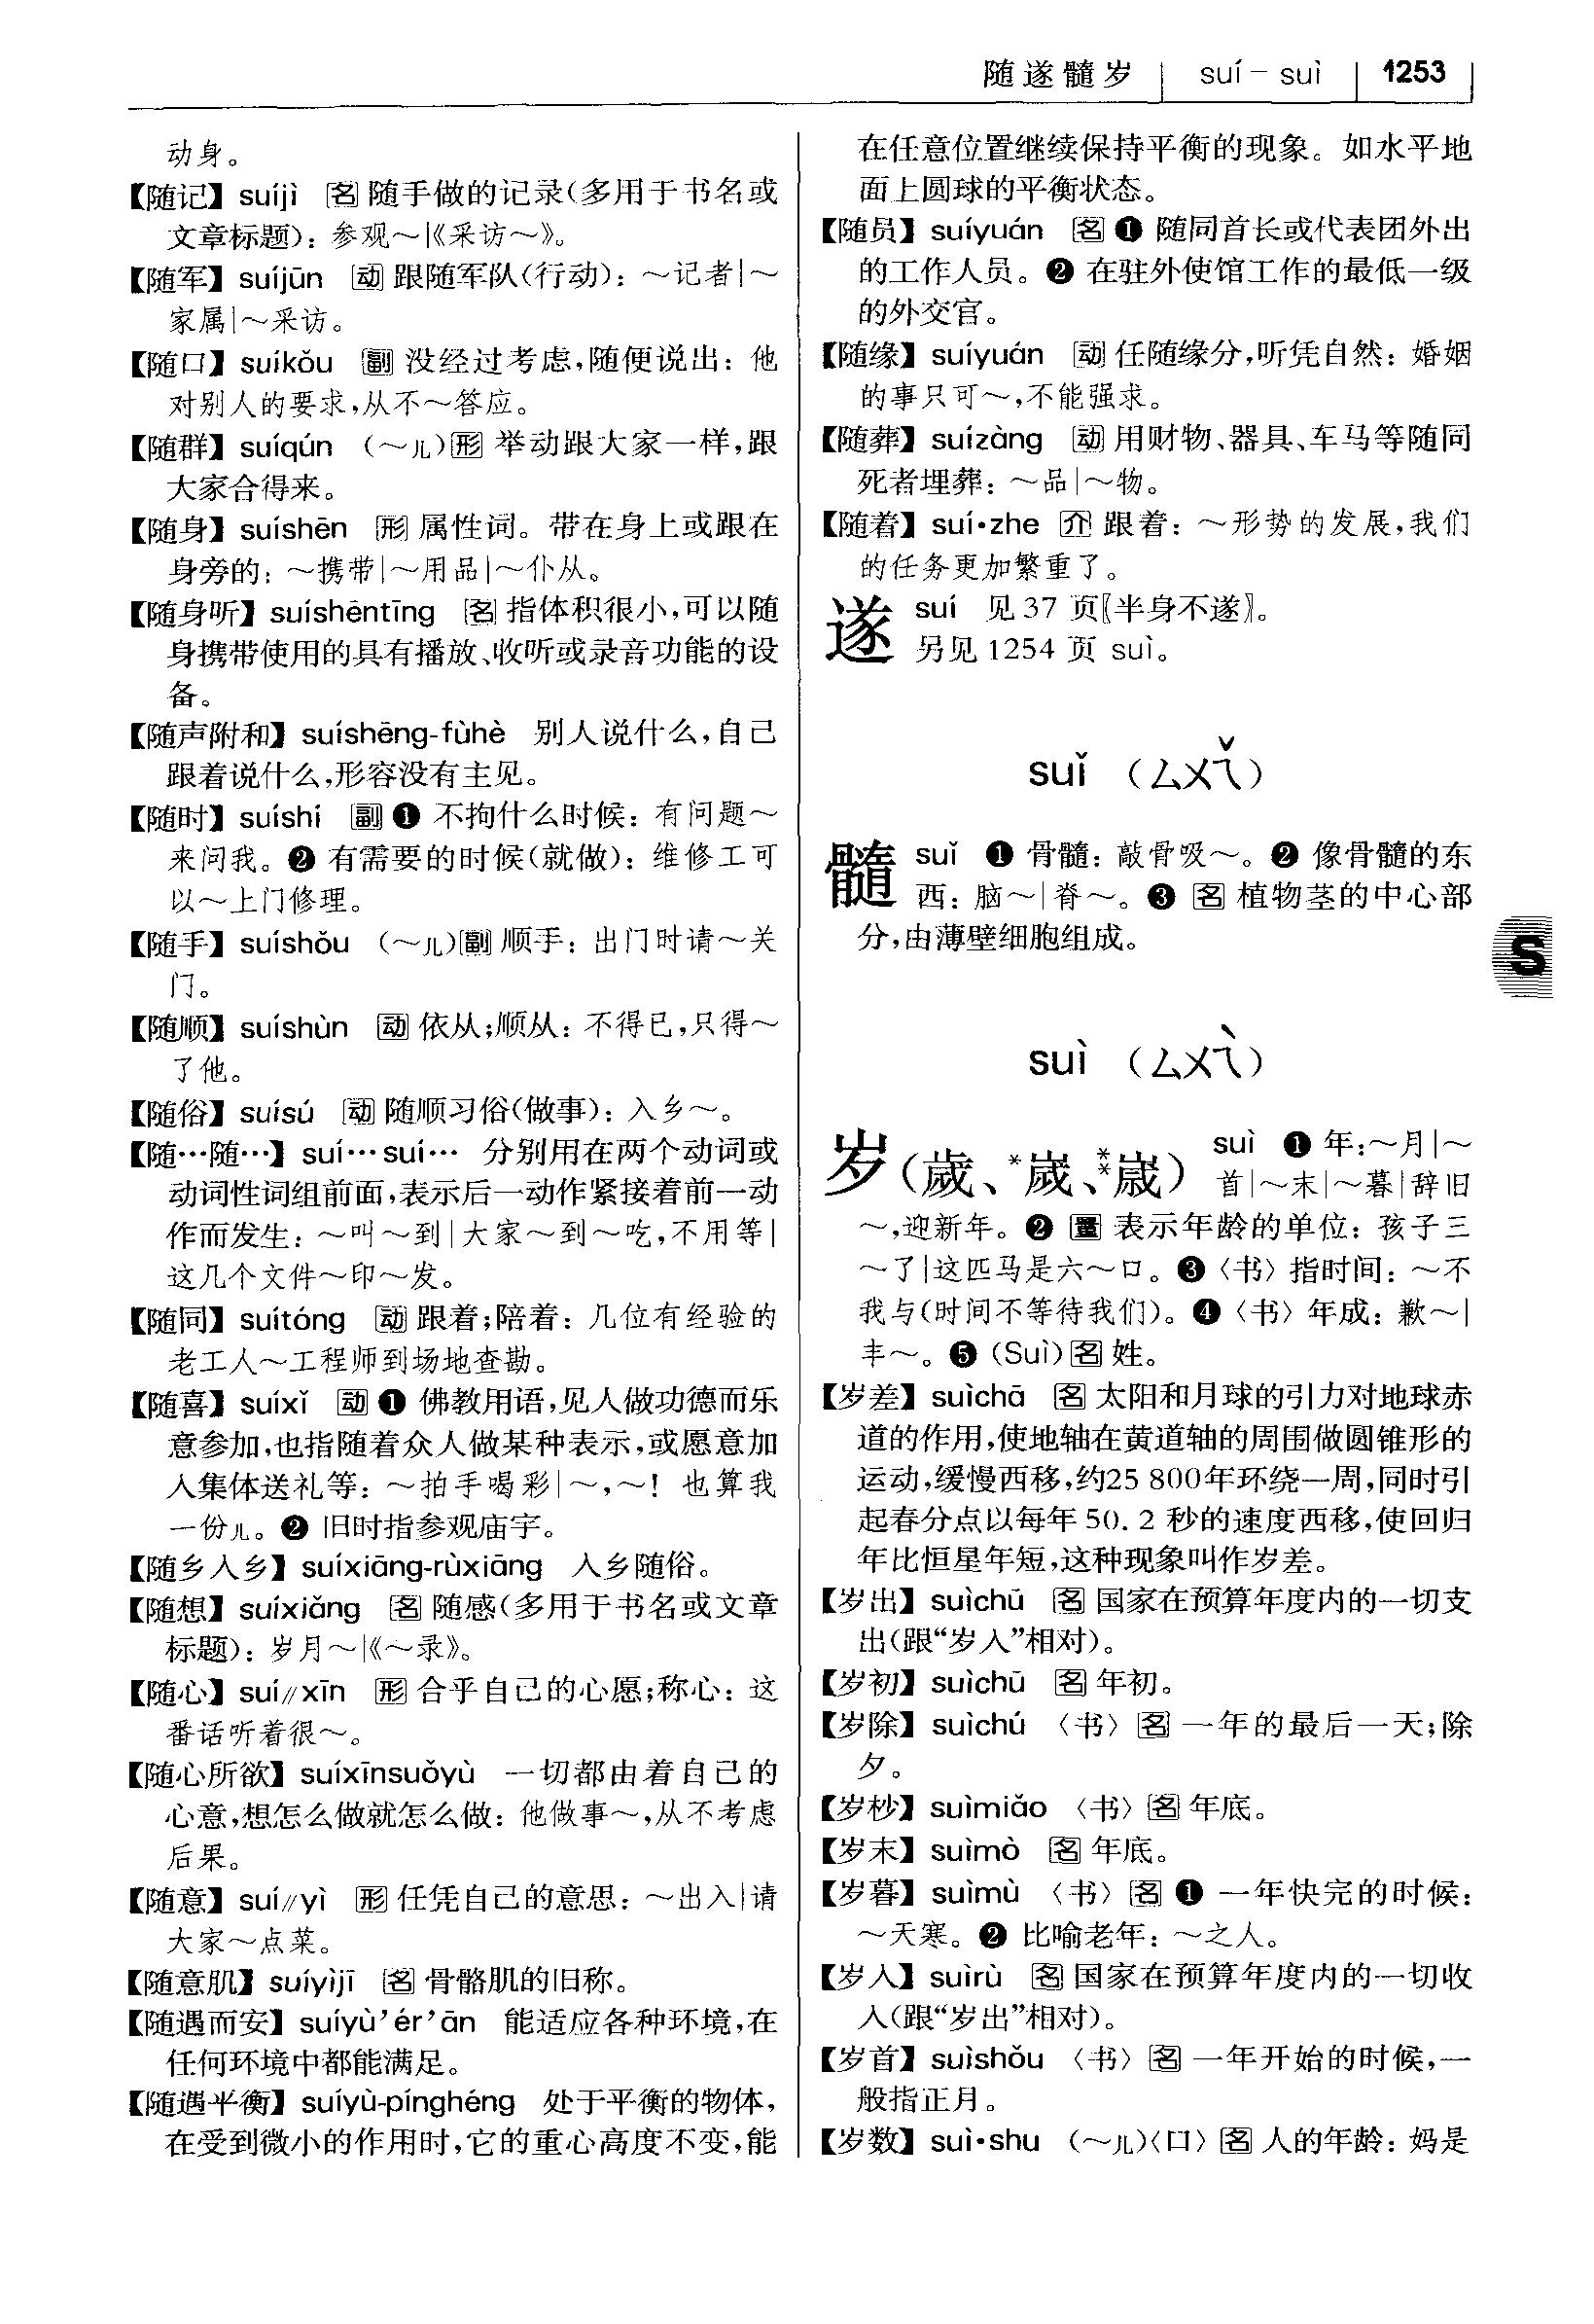 随遂髓岁 suí－suì 1253
动身。
【随记】suíjì 名 随手做的记录(多用于书名或
文章标题)：参观～|《采访～》。
【随军】suíjūn 动 跟随军队(行动)：～记者|～
家属|～采访。
【随口】suíkǒu 副 没经过考虑，随便说出：他
对别人的要求，从不～答应。
【随群】suíqún (～儿)形 举动跟大家一样，跟
大家合得来。
【随身】suíshēn 形 属性词。带在身上或跟在
身旁的：～携带|～用品|～仆从。
【随身听】suíshēntīng 名 指体积很小，可以随
身携带使用的具有播放、收听或录音功能的设
备。
【随声附和】suíshēng-fùhè 别人说什么，自己
跟着说什么，形容没有主见。
【随时】suíshí 副 ❶ 不拘什么时候：有问题～
来问我。❷ 有需要的时候(就做)：维修工可
以～上门修理。
【随手】suíshǒu (～儿)副 顺手：出门时请～关
门。
【随顺】suíshùn 动 依从；顺从：不得已，只得～
了他。
【随俗】suísú 动 随顺习俗(做事)：入乡～。
【随…随…】suí…suí… 分别用在两个动词或
动词性词组前面，表示后一动作紧接着前一动
作而发生：～叫～到|大家～到～吃，不用等|
这几个文件～印～发。
【随同】suítóng 动 跟着；陪着：几位有经验的
老工人～工程师到场地查勘。
【随喜】suíxǐ 动 ❶ 佛教用语，见人做功德而乐
意参加，也指随着众人做某种表示，或愿意加
入集体送礼等：～拍手喝彩|～，～！也算我
一份儿。❷ 旧时指参观庙宇。
【随乡入乡】suíxiāng-rùxiāng 入乡随俗。
【随想】suíxiǎng 名 随感(多用于书名或文章
标题)：岁月～|《～录》。
【随心】suí//xīn 形 合乎自己的心愿；称心：这
番话听着很～。
【随心所欲】suíxīnsuǒyù 一切都由着自己的
心意，想怎么做就怎么做：他做事～，从不考虑
后果。
【随意】suí//yì 形 任凭自己的意思：～出入|请
大家～点菜。
【随意肌】suíyìjī 名 骨骼肌的旧称。
【随遇而安】suíyù’ér’ān 能适应各种环境，在
任何环境中都能满足。
【随遇平衡】suíyù-pínghéng 处于平衡的物体，
在受到微小的作用时，它的重心高度不变，能
在任意位置继续保持平衡的现象。如水平地
面上圆球的平衡状态。
【随员】suíyuán 名 ❶ 随同首长或代表团外出
的工作人员。❷ 在驻外使馆工作的最低一级
的外交官。
【随缘】suíyuán 动 任随缘分，听凭自然：婚姻
的事只可～，不能强求。
【随葬】suízàng 动 用财物、器具、车马等随同
死者埋葬：～品|～物。
【随着】suí·zhe 介 跟着：～形势的发展，我们
的任务更加繁重了。
遂 suí 见 37 页〖半身不遂〗。
另见 1254 页 suì。
suǐ (ㄙㄨㄟˇ)
髓 suǐ ❶ 骨髓：敲骨吸～。❷ 像骨髓的东
西：脑～|脊～。❸ 名 植物茎的中心部
分，由薄壁细胞组成。
S
suì (ㄙㄨㄟˋ)
岁(歲、*嵗、**歳) suì ❶ 年：～月|～
首|～末|～暮|辞旧
～，迎新年。❷ 量 表示年龄的单位：孩子三
～了|这匹马是六～口。❸〈书〉指时间：～不
我与(时间不等待我们)。❹〈书〉年成：歉～|
丰～。❺ (Suì)名 姓。
【岁差】suìchā 名 太阳和月球的引力对地球赤
道的作用，使地轴在黄道轴的周围做圆锥形的
运动，缓慢西移，约25 800年环绕一周，同时引
起春分点以每年 50.2 秒的速度西移，使回归
年比恒星年短，这种现象叫作岁差。
【岁出】suìchū 名 国家在预算年度内的一切支
出(跟“岁入”相对)。
【岁初】suìchū 名 年初。
【岁除】suìchú 〈书〉名 一年的最后一天；除
夕。
【岁杪】suìmiǎo 〈书〉名 年底。
【岁末】suìmò 名 年底。
【岁暮】suìmù 〈书〉名 ❶ 一年快完的时候：
～天寒。❷ 比喻老年：～之人。
【岁入】suìrù 名 国家在预算年度内的一切收
入(跟“岁出”相对)。
【岁首】suìshǒu 〈书〉名 一年开始的时候，一
般指正月。
【岁数】suì·shu (～儿)〈口〉名 人的年龄：妈是